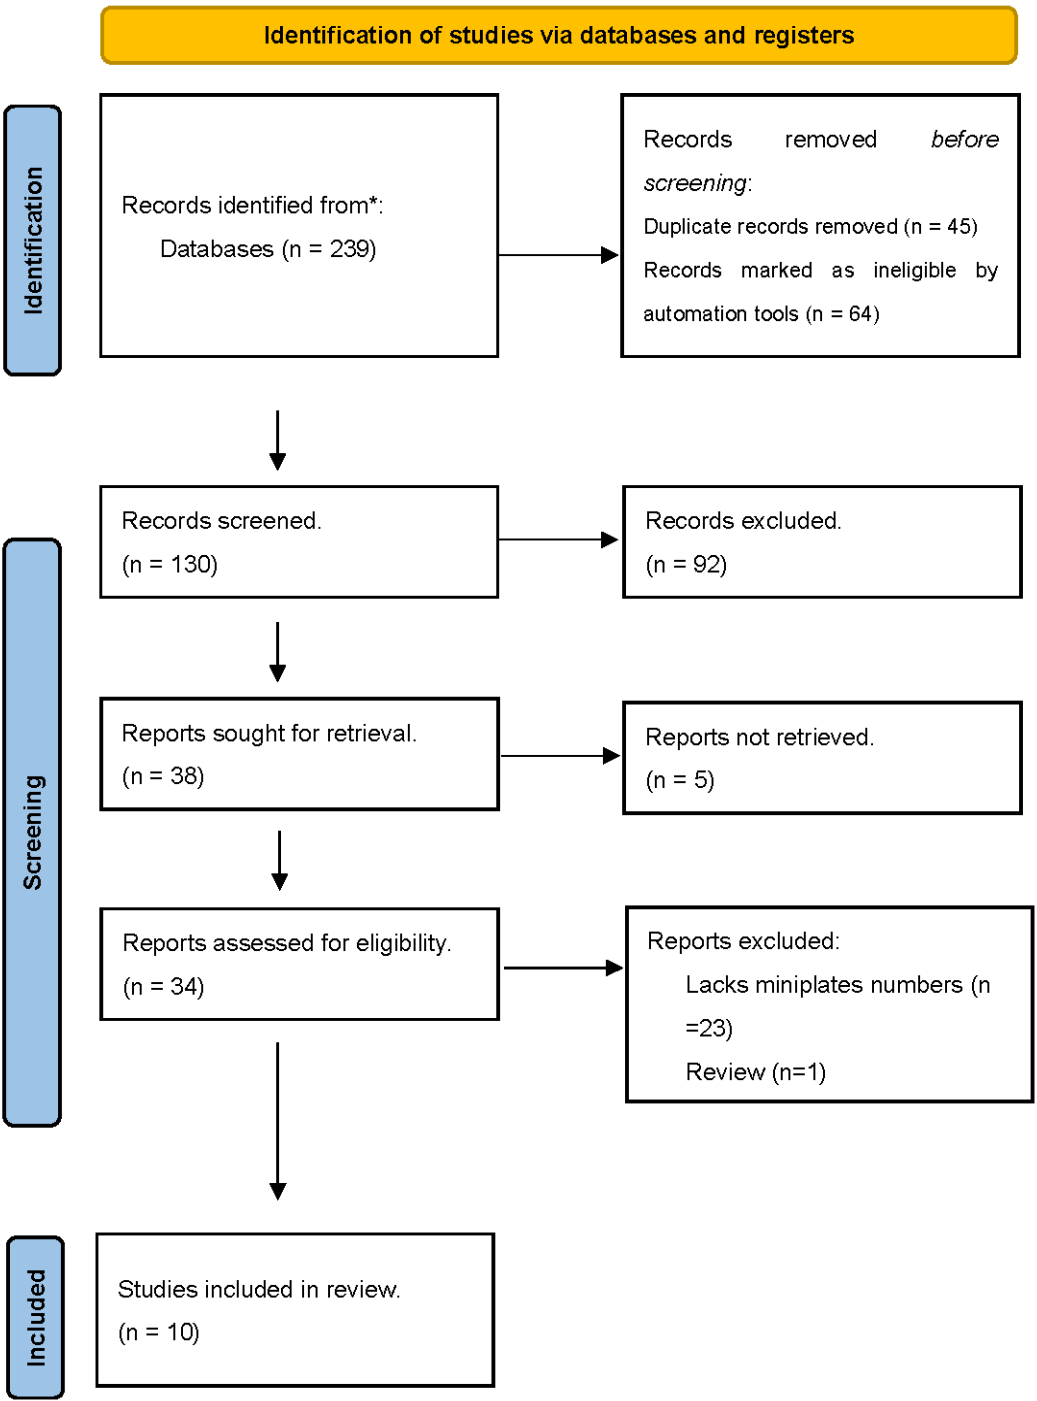 Identification of studies via databases and registers
Identification
Records identified from*:
Databases (n = 239)
Records removed before
screening:
Duplicate records removed (n = 45)
Records marked as ineligible by
automation tools (n = 64)
Screening
Records screened.
(n = 130)
Records excluded.
(n = 92)
Reports sought for retrieval.
(n = 38)
Reports not retrieved.
(n = 5)
Reports assessed for eligibility.
(n = 34)
Reports excluded:
Lacks miniplates numbers (n
=23)
Review (n=1)
Included
Studies included in review.
(n = 10)